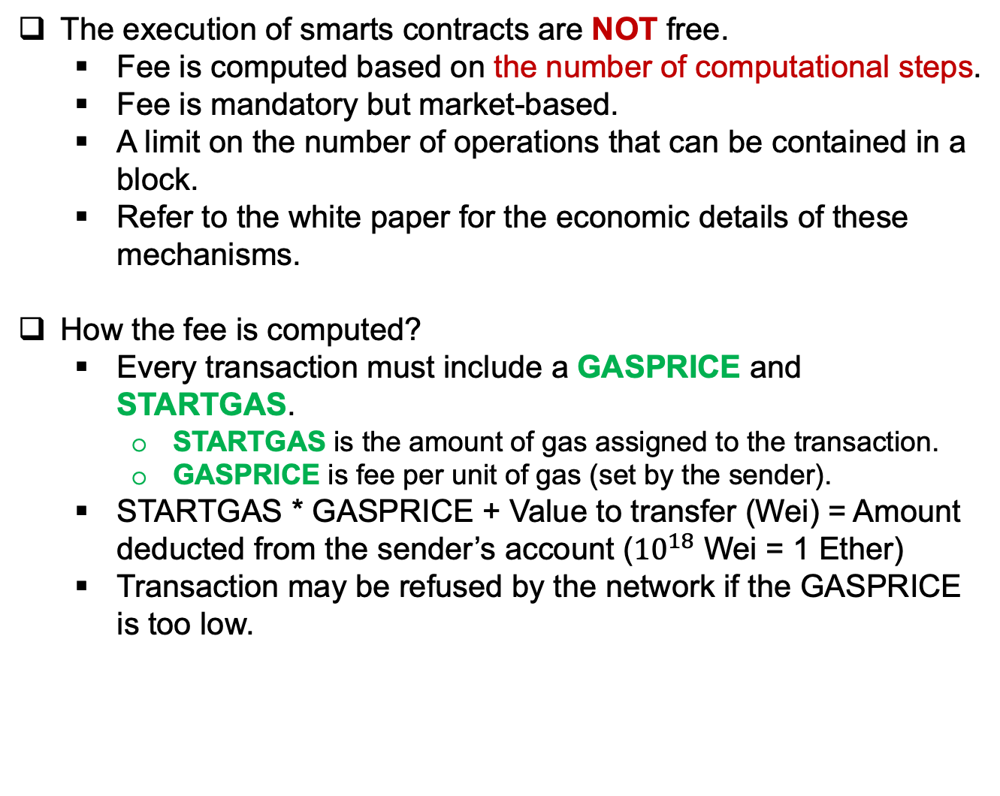 ❑ The execution of smarts contracts are NOT free.
▪ Fee is computed based on the number of computational steps.
▪ Fee is mandatory but market-based.
▪ A limit on the number of operations that can be contained in a
block.
▪ Refer to the white paper for the economic details of these
mechanisms.
❑ How the fee is computed?
▪ Every transaction must include a GASPRICE and
STARTGAS.
o STARTGAS is the amount of gas assigned to the transaction.
o GASPRICE is fee per unit of gas (set by the sender).
▪ STARTGAS * GASPRICE + Value to transfer (Wei) = Amount
deducted from the sender’s account (10¹⁸ Wei = 1 Ether)
▪ Transaction may be refused by the network if the GASPRICE
is too low.